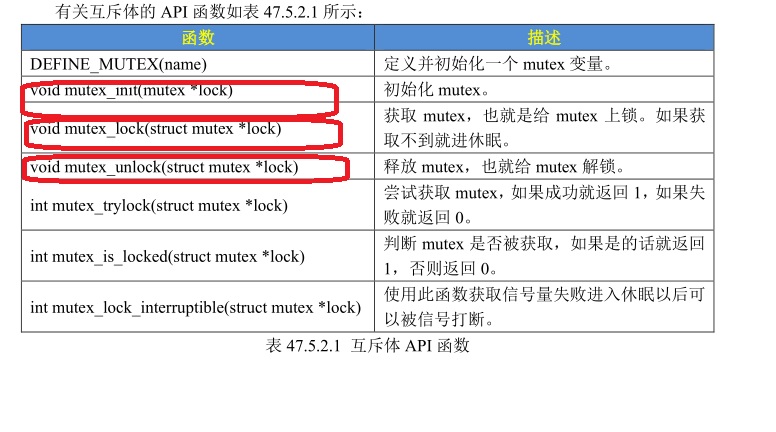 有关互斥体的 API 函数如表 47.5.2.1 所示：
函数 描述
DEFINE_MUTEX(name) 定义并初始化一个 mutex 变量。
void mutex_init(mutex *lock) 初始化 mutex。
void mutex_lock(struct mutex *lock) 获取 mutex，也就是给 mutex 上锁。如果获
取不到就进休眠。
void mutex_unlock(struct mutex *lock) 释放 mutex，也就给 mutex 解锁。
int mutex_trylock(struct mutex *lock) 尝试获取 mutex，如果成功就返回 1，如果失
败就返回 0。
int mutex_is_locked(struct mutex *lock) 判断 mutex 是否被获取，如果是的话就返回
1，否则返回 0。
int mutex_lock_interruptible(struct mutex *lock) 使用此函数获取信号量失败进入休眠以后可
以被信号打断。
表 47.5.2.1 互斥体 API 函数